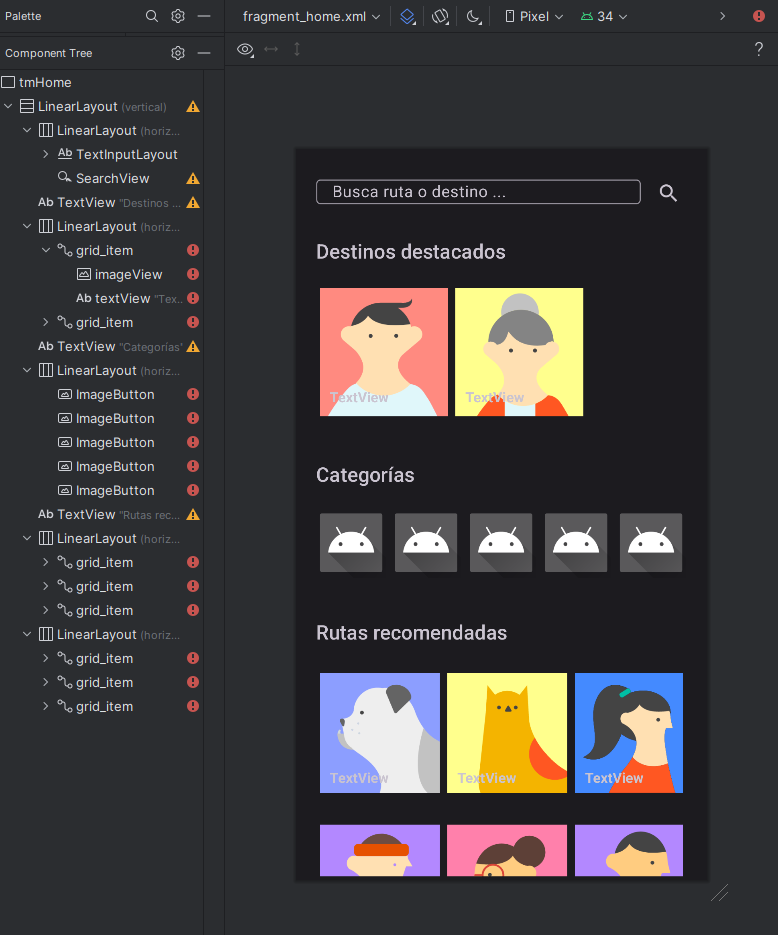 Palette
fragment_home.xml
Pixel
34
Component Tree
?
tmHome
LinearLayout (vertical)
LinearLayout (horiz...
Ab TextInputLayout
SearchView
Ab TextView "Destinos ...
LinearLayout (horiz...
grid_item
imageView
Ab textView "Tex...
grid_item
Ab TextView "Categorías"
LinearLayout (horiz...
ImageButton
ImageButton
ImageButton
ImageButton
ImageButton
Ab TextView "Rutas rec...
LinearLayout (horiz...
grid_item
grid_item
grid_item
LinearLayout (horiz...
grid_item
grid_item
grid_item
Busca ruta o destino ...
Destinos destacados
TextView
TextView
Categorías
Rutas recomendadas
TextView
TextView
TextView